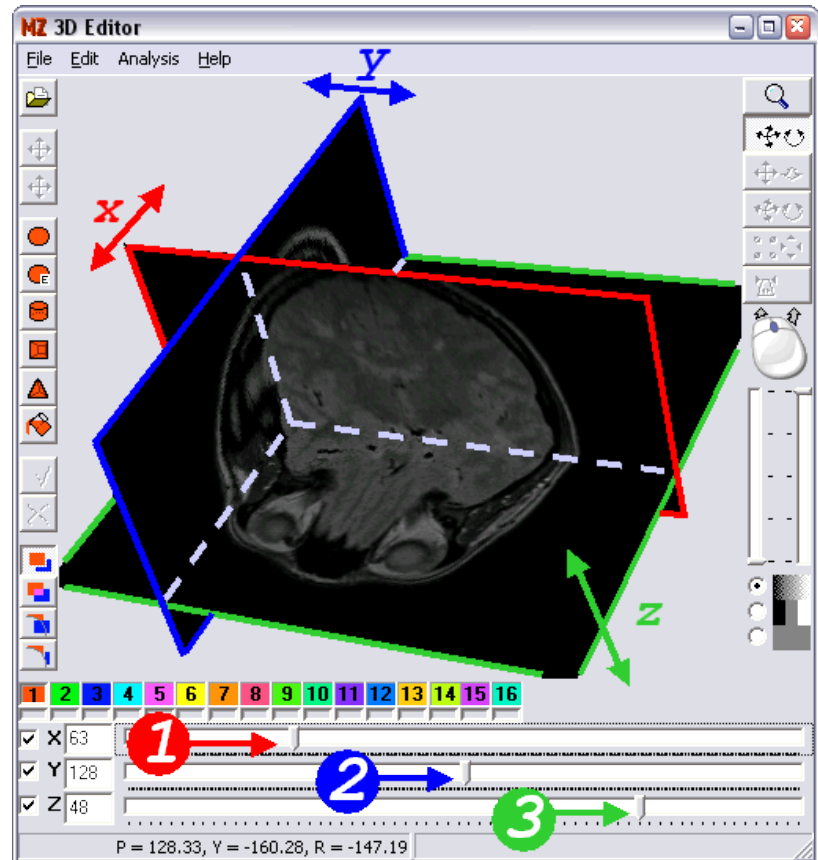 MZ 3D Editor
File Edit Analysis Help
y
x
E
z
1 2 3 4 5 6 7 8 9 10 11 12 13 14 15 16
X 63
1
Y 128
2
Z 48
3
P = 128.33, Y = -160.28, R = -147.19